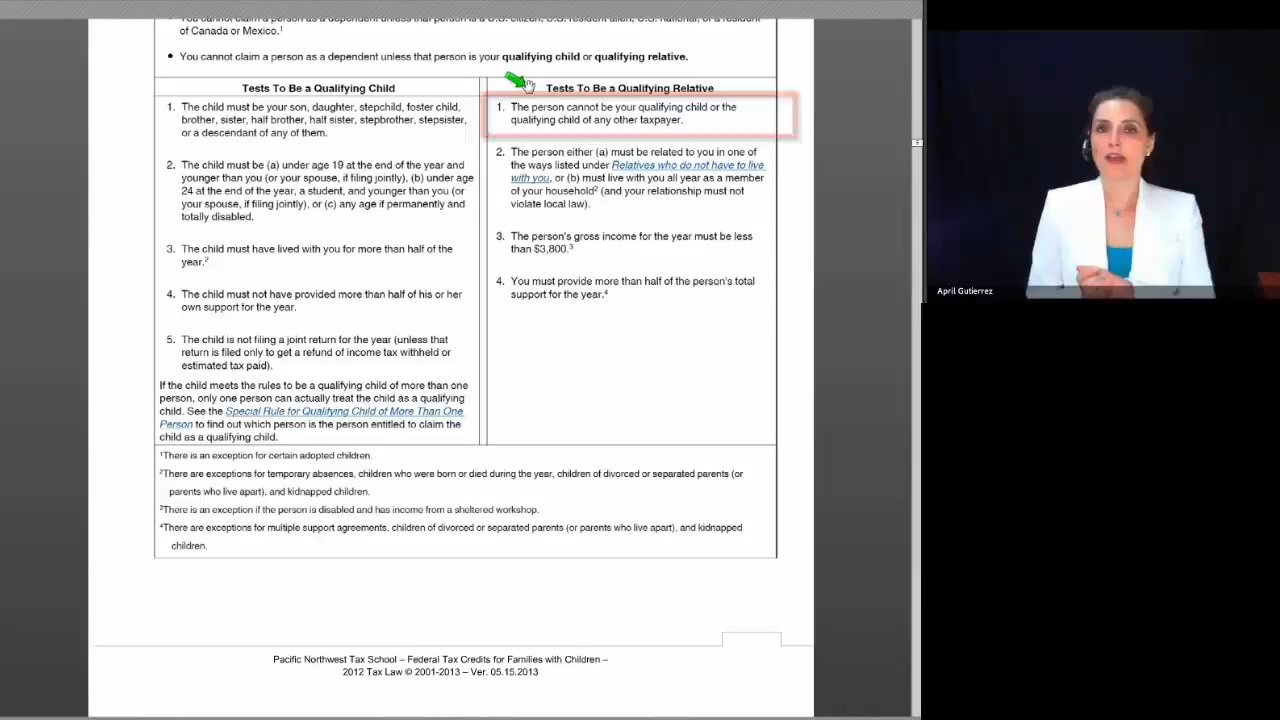 You cannot claim a person as a dependent unless that person is a U.S. citizen, U.S. resident alien, U.S. national, or a resident
of Canada or Mexico.¹
• You cannot claim a person as a dependent unless that person is your qualifying child or qualifying relative.
Tests To Be a Qualifying Child
1. The child must be your son, daughter, stepchild, foster child,
brother, sister, half brother, half sister, stepbrother, stepsister,
or a descendant of any of them.
2. The child must be (a) under age 19 at the end of the year and
younger than you (or your spouse, if filing jointly), (b) under age
24 at the end of the year, a student, and younger than you (or
your spouse, if filing jointly), or (c) any age if permanently and
totally disabled.
3. The child must have lived with you for more than half of the
year.²
4. The child must not have provided more than half of his or her
own support for the year.
5. The child is not filing a joint return for the year (unless that
return is filed only to get a refund of income tax withheld or
estimated tax paid).
If the child meets the rules to be a qualifying child of more than one
person, only one person can actually treat the child as a qualifying
child. See the Special Rule for Qualifying Child of More Than One
Person to find out which person is the person entitled to claim the
child as a qualifying child.
Tests To Be a Qualifying Relative
1. The person cannot be your qualifying child or the
qualifying child of any other taxpayer.
2. The person either (a) must be related to you in one of
the ways listed under Relatives who do not have to live
with you, or (b) must live with you all year as a member
of your household² (and your relationship must not
violate local law).
3. The person's gross income for the year must be less
than $3,800.³
4. You must provide more than half of the person's total
support for the year.⁴
¹There is an exception for certain adopted children.
²There are exceptions for temporary absences, children who were born or died during the year, children of divorced or separated parents (or
parents who live apart), and kidnapped children.
³There is an exception if the person is disabled and has income from a sheltered workshop.
⁴There are exceptions for multiple support agreements, children of divorced or separated parents (or parents who live apart), and kidnapped
children.
Pacific Northwest Tax School – Federal Tax Credits for Families with Children –
2012 Tax Law © 2001-2013 – Ver. 05.15.2013
April Gutierrez